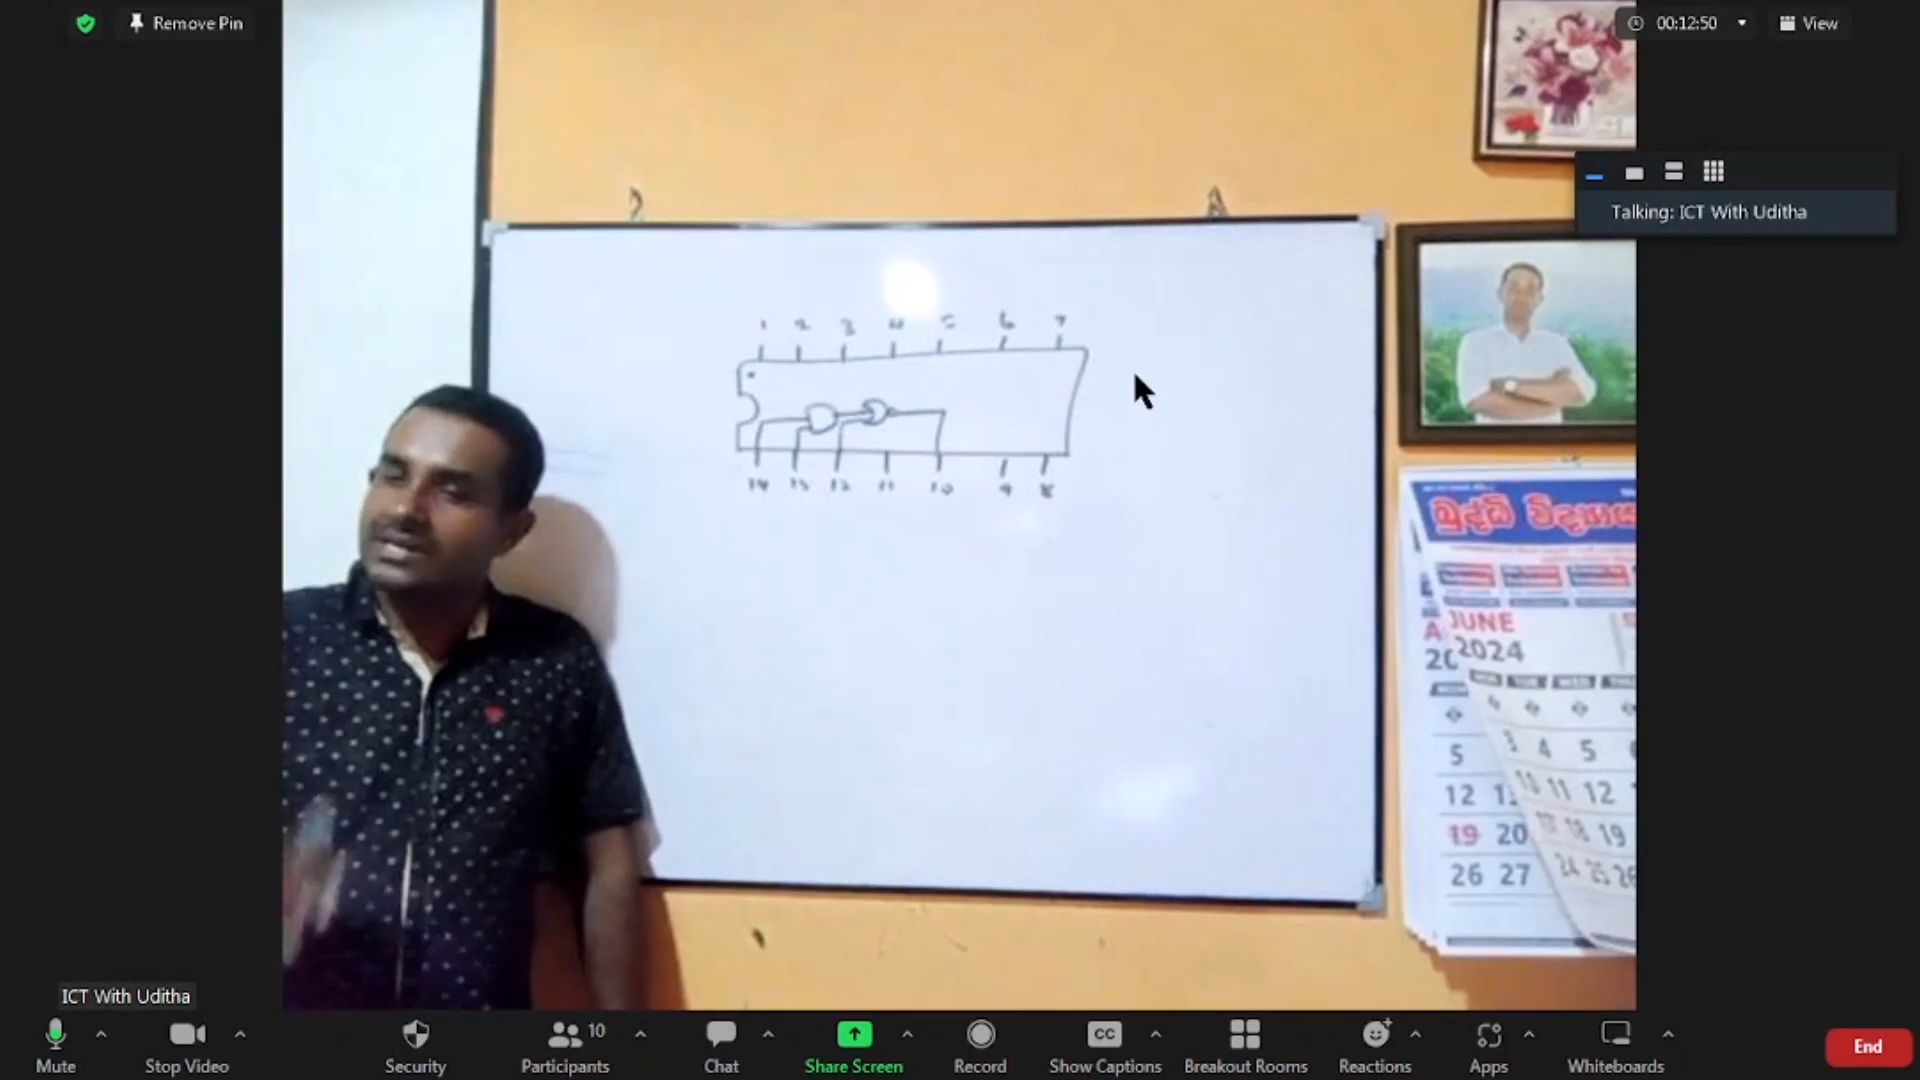 Remove Pin
00:12:50
View
Talking: ICT With Uditha
1 2 3 4 5 6 7
14 13 12 11 10 9 8
JUNE
2024
5
3 4 5
12
10 11 12
19 20
17 18 19
26 27
24 25 26
ICT With Uditha
Mute
Stop Video
Security
Participants
10
Chat
Share Screen
Record
CC
Show Captions
Breakout Rooms
Reactions
Apps
Whiteboards
End